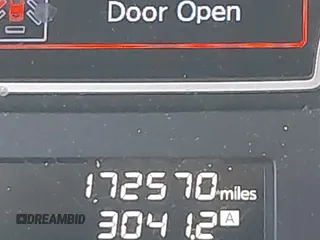 Door Open
172570 miles
3041.2 A
DREAMBID